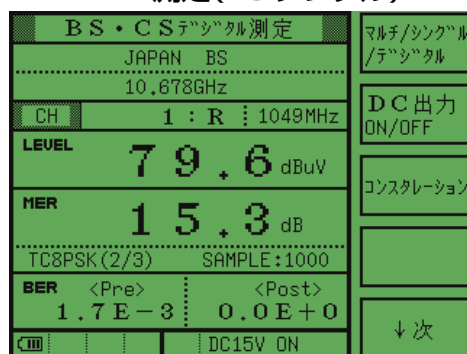 BS・CSデジタル測定
JAPAN BS
10.678GHz
CH 1:R 1049MHz
LEVEL 79.6 dBuV
MER 15.3 dB
TC8PSK(2/3) SAMPLE:1000
BER <Pre> <Post>
1.7E−3 0.0E+0
DC15V ON
マルチ/シングル
/デジタル
DC出力
ON/OFF
コンスタレーション
↓次